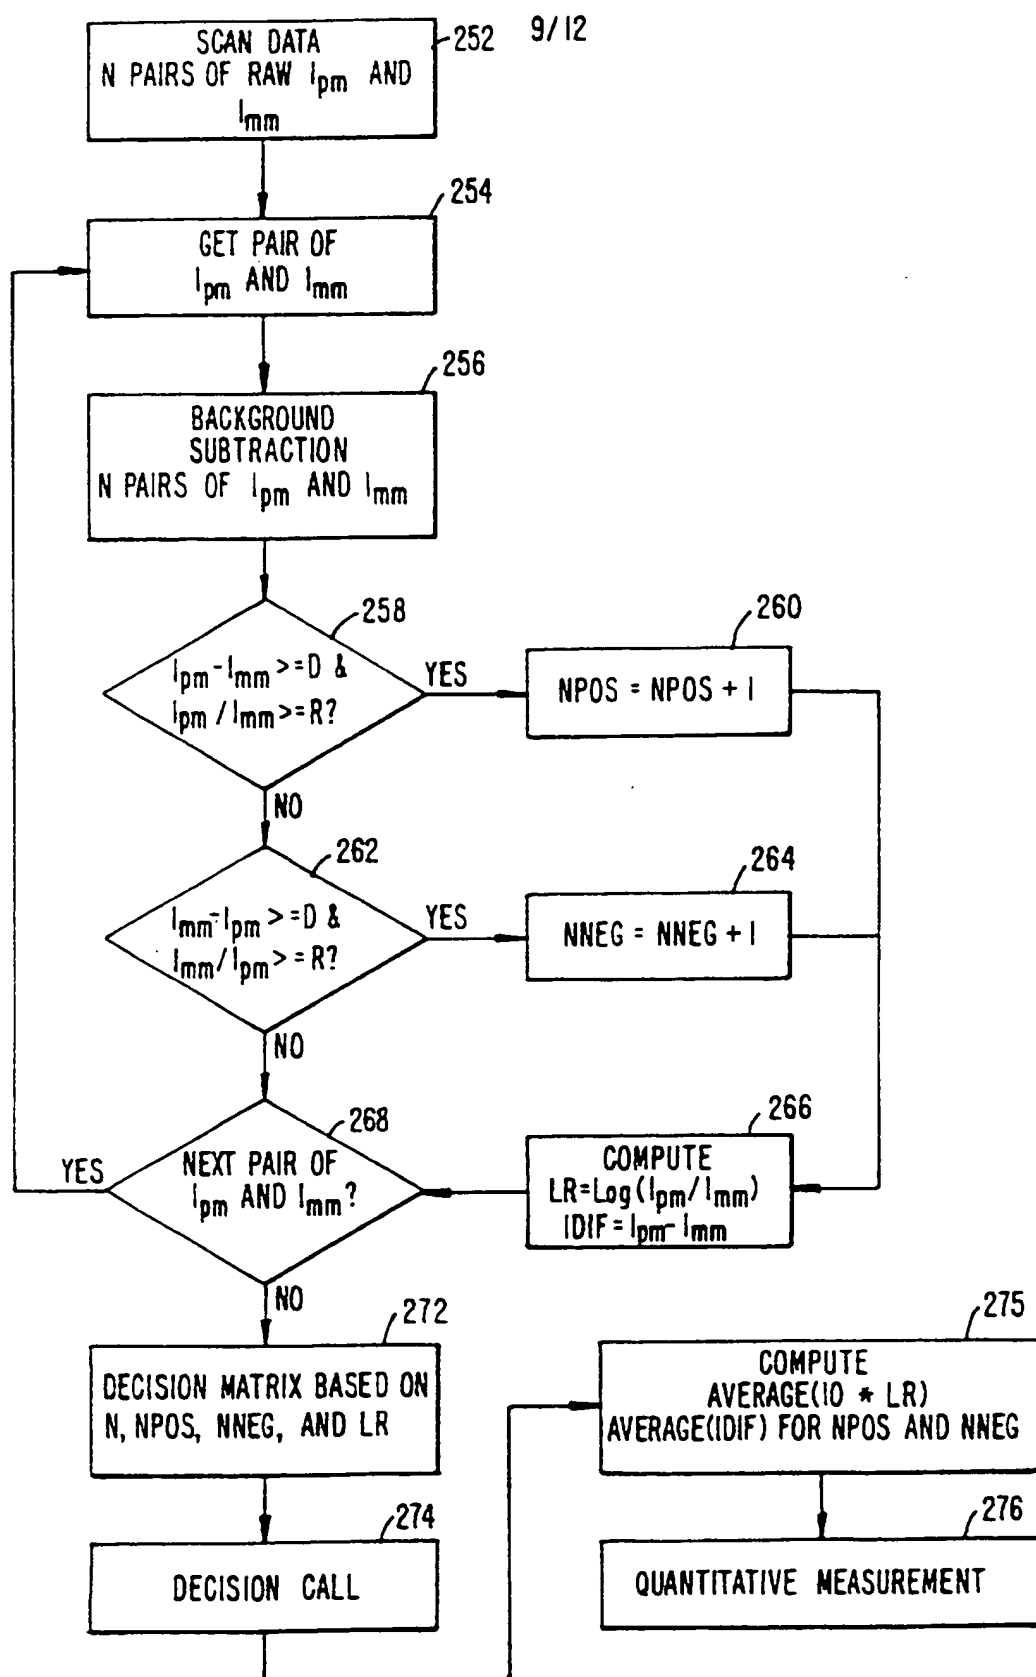 9/12
252
SCAN DATA
N PAIRS OF RAW Ipm AND
Imm
254
GET PAIR OF
Ipm AND Imm
256
BACKGROUND
SUBTRACTION
N PAIRS OF Ipm AND Imm
258
Ipm-Imm >=D &
Ipm/Imm>=R?
YES
260
NPOS = NPOS + 1
NO
262
Imm-Ipm>=D &
Imm/Ipm>=R?
YES
264
NNEG = NNEG + 1
NO
268
NEXT PAIR OF
Ipm AND Imm?
YES
266
COMPUTE
LR=Log(Ipm/Imm)
IDIF=Ipm-Imm
NO
272
DECISION MATRIX BASED ON
N, NPOS, NNEG, AND LR
274
DECISION CALL
275
COMPUTE
AVERAGE(10 * LR)
AVERAGE(IDIF) FOR NPOS AND NNEG
276
QUANTITATIVE MEASUREMENT